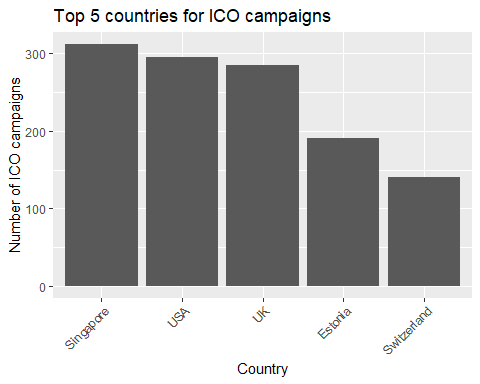 Top 5 countries for ICO campaigns
Number of ICO campaigns
300
200
100
0
Singapore
USA
UK
Estonia
Switzerland
Country